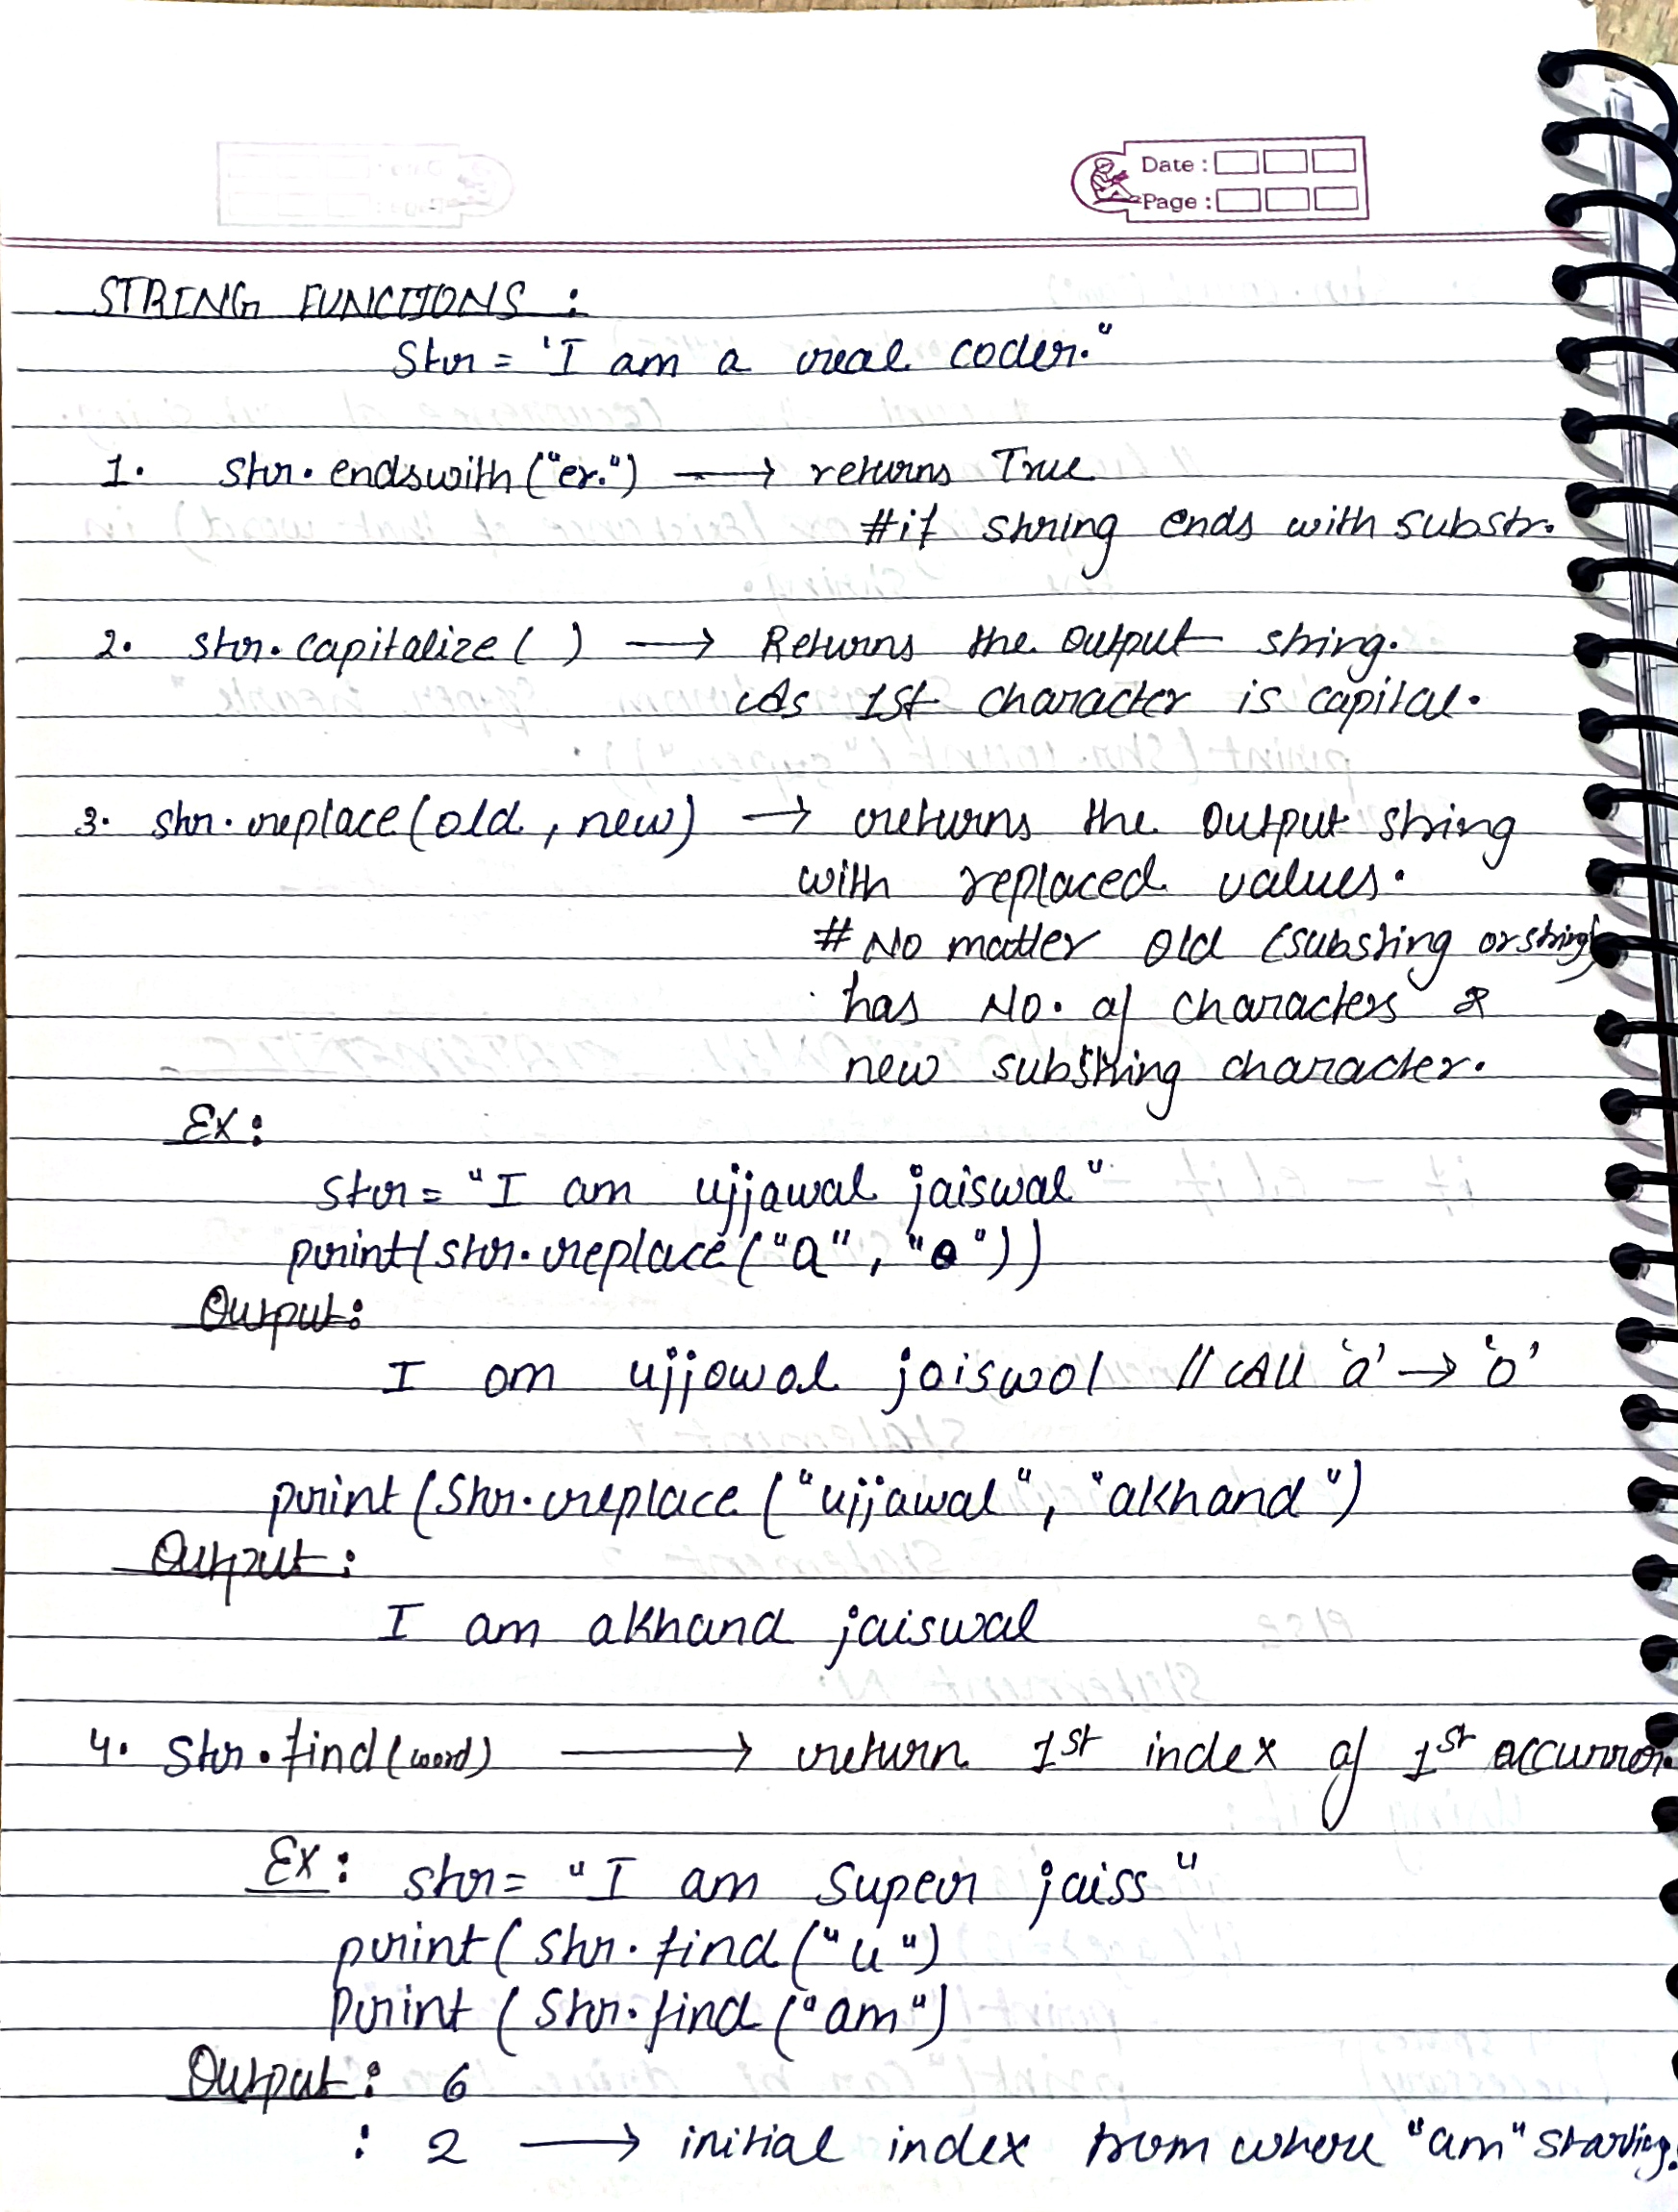 Date :
Page :
STRING FUNCTIONS :
Str = 'I am a real coder."
1. str.endswith("er.") → returns True
#if string ends with substr.
2. str.capitalize( ) → Returns the output string.
As 1st character is capital.
3. str.replace(old, new) → returns the output string
with replaced values.
# No matter old (substring or string)
has No. of characters &
new substring character.
Ex :
str = "I am ujjawal jaiswal"
print(str.replace("a", "o"))
Output :
I om ujjowol joiswol // All 'a' → 'o'
print(Str.replace("ujjawal", "akhand")
Output :
I am akhand jaiswal
4. Str.find(word) → return 1st index of 1st
Ex : str = "I am Super jaiss"
print(Str.find("u")
Print (Str.find("am")
Output : 6
: 2 → initial index from where "am" starting.